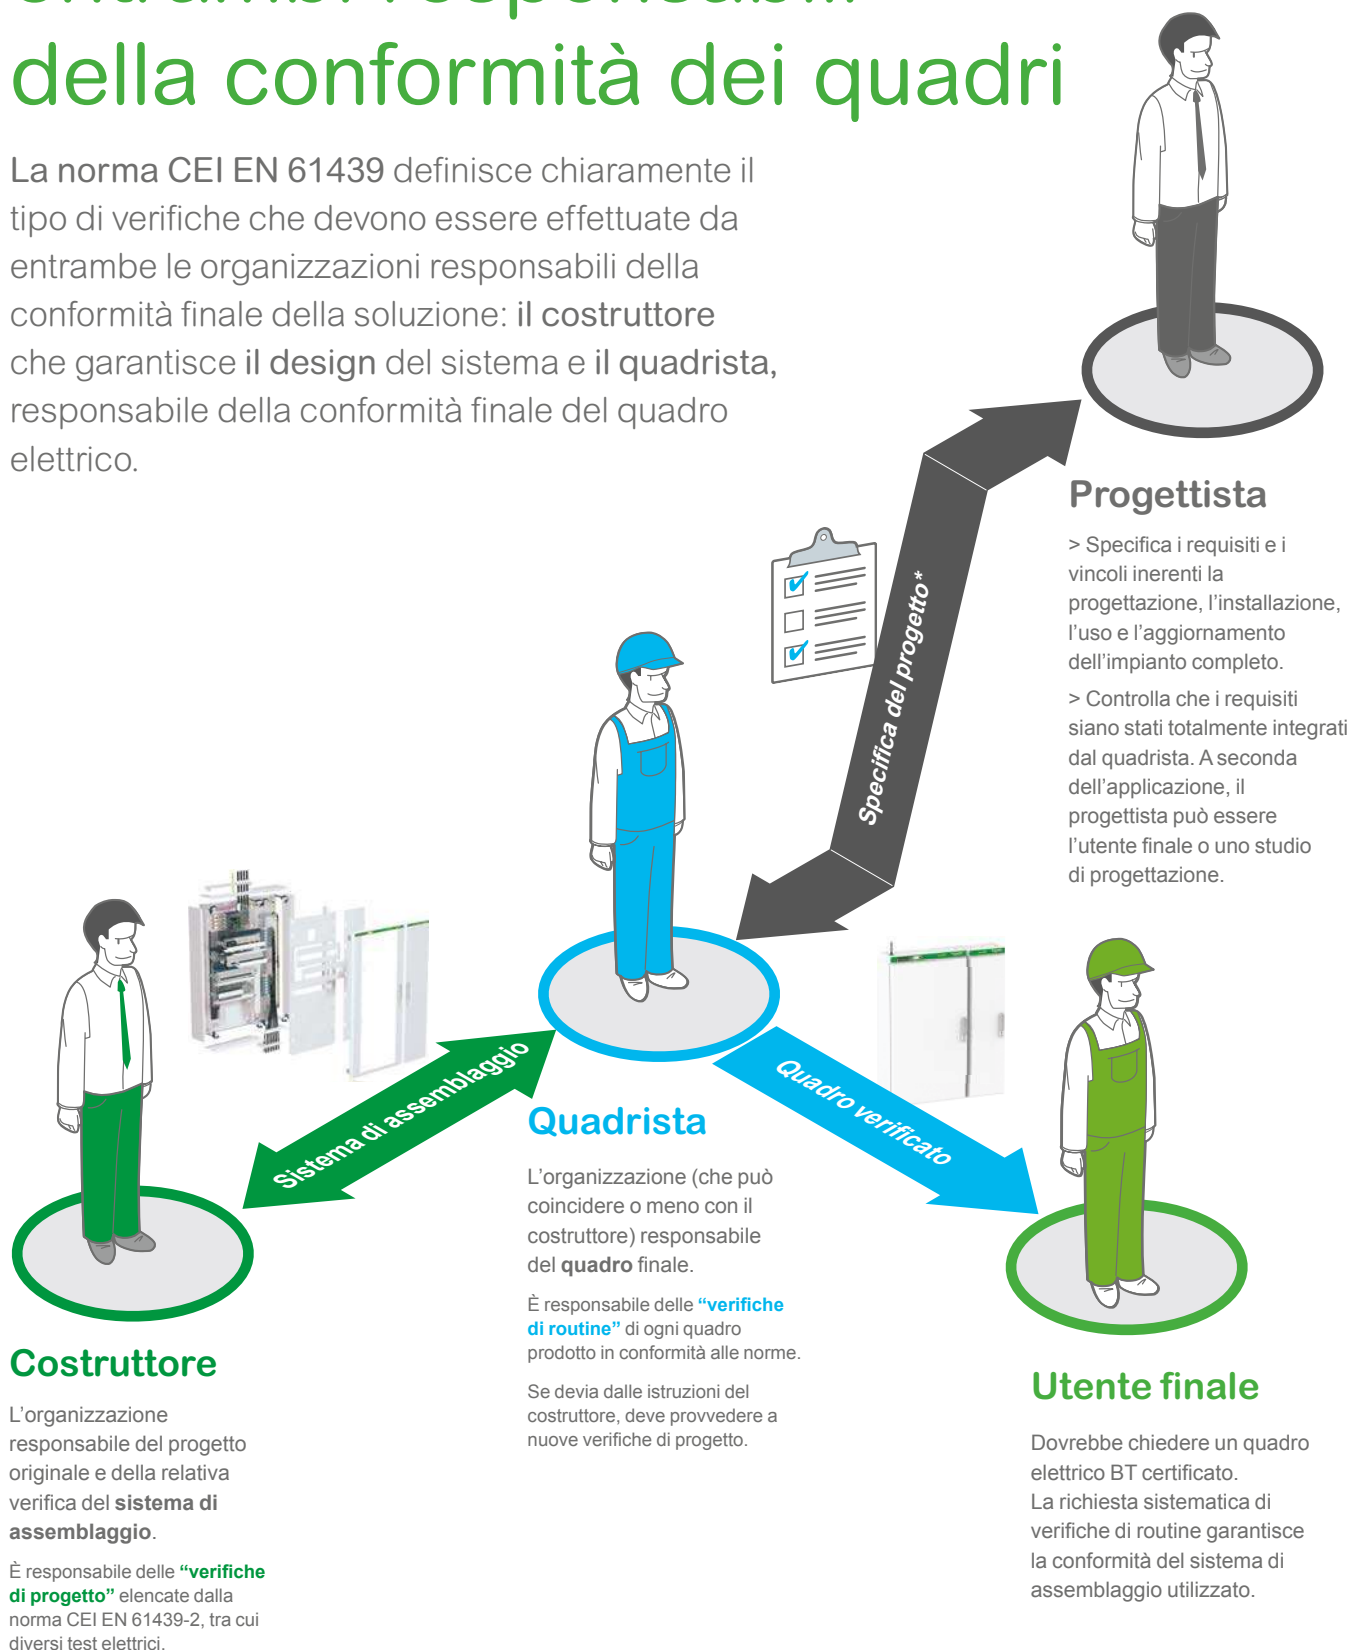 entrambi responsabili
della conformità dei quadri
La norma CEI EN 61439 definisce chiaramente il
tipo di verifiche che devono essere effettuate da
entrambe le organizzazioni responsabili della
conformità finale della soluzione: il costruttore
che garantisce il design del sistema e il quadrista,
responsabile della conformità finale del quadro
elettrico.
Progettista
> Specifica i requisiti e i
vincoli inerenti la
progettazione, l’installazione,
l’uso e l’aggiornamento
dell’impianto completo.
> Controlla che i requisiti
siano stati totalmente integrati
dal quadrista. A seconda
dell’applicazione, il
progettista può essere
l’utente finale o uno studio
di progettazione.
Specifica del progetto*
Sistema di assemblaggio
Quadro verificato
Quadrista
L’organizzazione (che può
coincidere o meno con il
costruttore) responsabile
del quadro finale.
È responsabile delle “verifiche
di routine” di ogni quadro
prodotto in conformità alle norme.
Se devia dalle istruzioni del
costruttore, deve provvedere a
nuove verifiche di progetto.
Costruttore
L’organizzazione
responsabile del progetto
originale e della relativa
verifica del sistema di
assemblaggio.
È responsabile delle “verifiche
di progetto” elencate dalla
norma CEI EN 61439-2, tra cui
diversi test elettrici.
Utente finale
Dovrebbe chiedere un quadro
elettrico BT certificato.
La richiesta sistematica di
verifiche di routine garantisce
la conformità del sistema di
assemblaggio utilizzato.